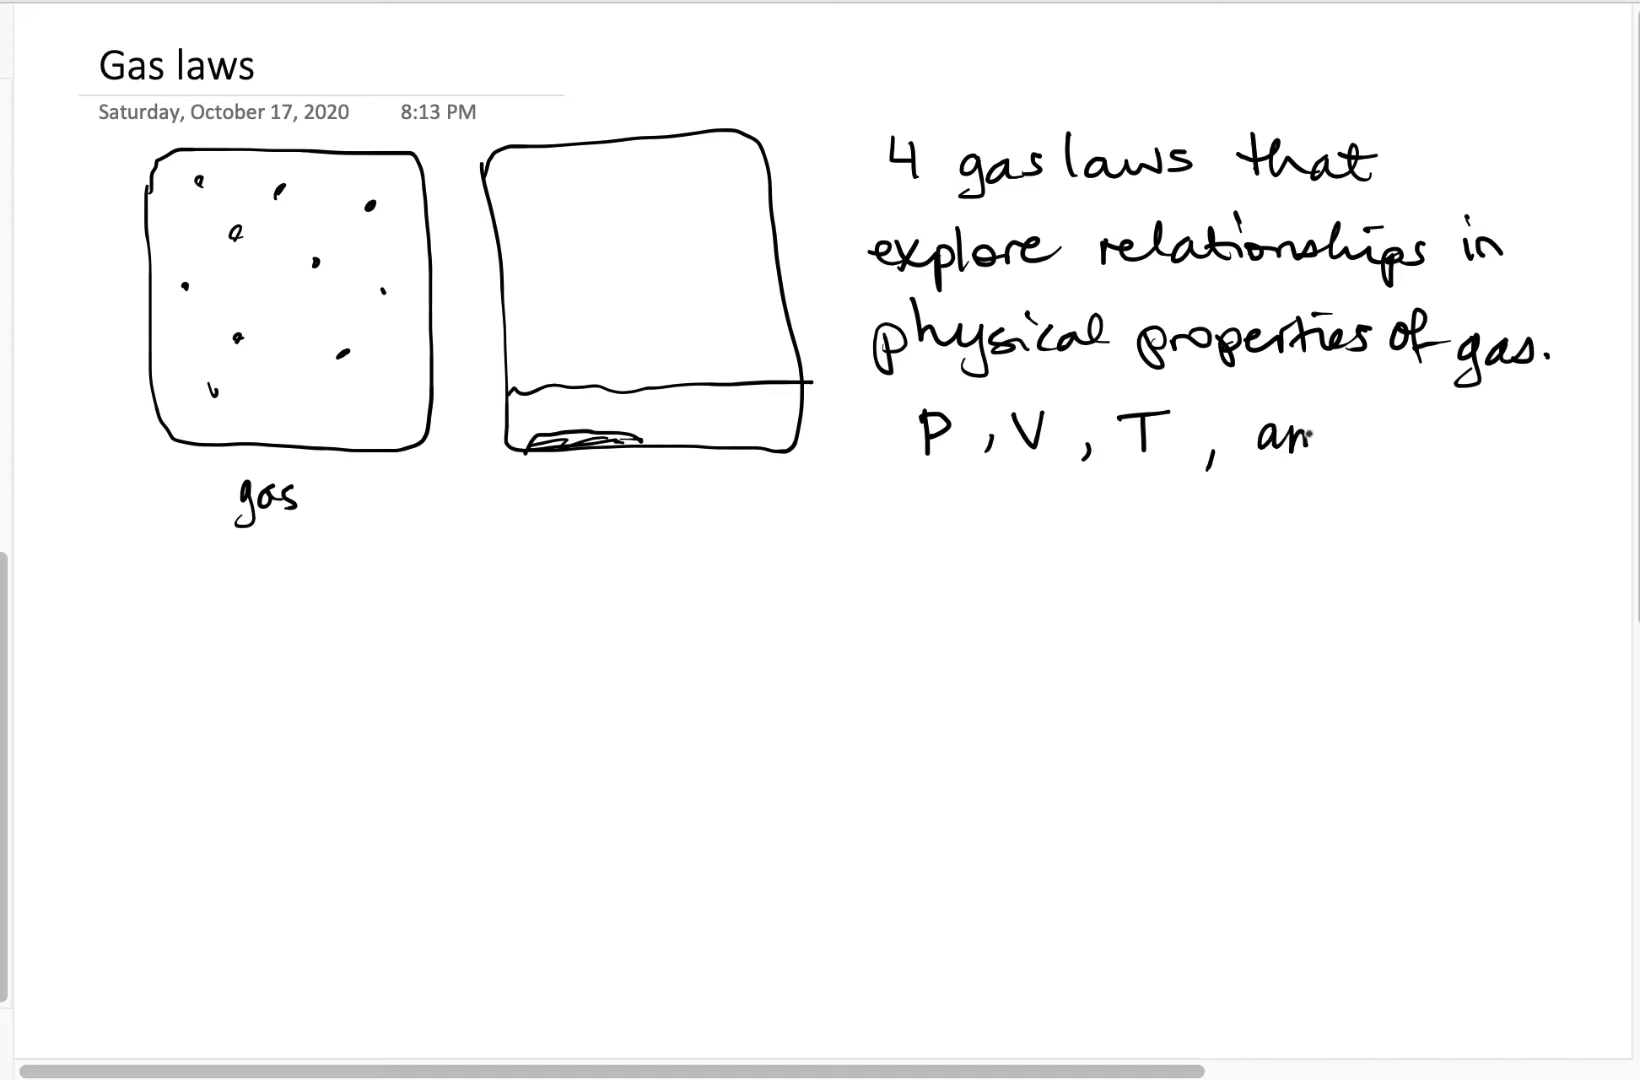 Gas laws
Saturday, October 17, 2020 8:13 PM
4 gas laws that
explore relationships in
physical properties of gas.
P, V, T, an
gas